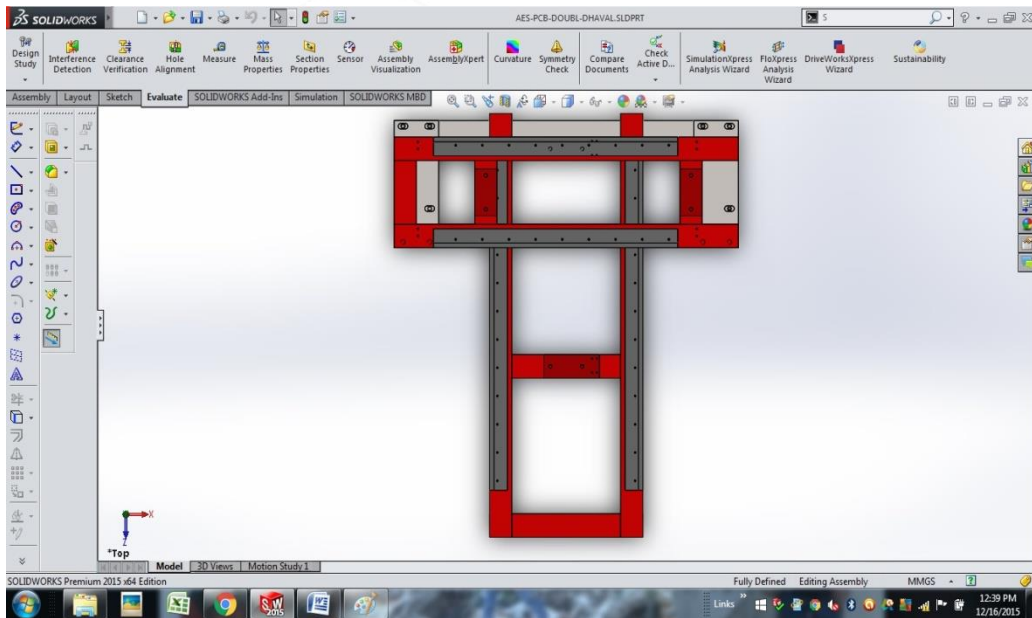 SOLIDWORKS
AES-PCB-DOUBL-DHAVAL.SLDPRT
S
Design Study
Interference Detection
Clearance Verification
Hole Alignment
Measure
Mass Properties
Section Properties
Sensor
Assembly Visualization
AssemblyXpert
Curvature
Symmetry Check
Compare Documents
Check Active D...
SimulationXpress Analysis Wizard
FloXpress Analysis Wizard
DriveWorksXpress Wizard
Sustainability
Assembly Layout Sketch Evaluate SOLIDWORKS Add-Ins Simulation SOLIDWORKS MBD
X
Z
*Top
Model 3D Views Motion Study 1
SOLIDWORKS Premium 2015 x64 Edition Fully Defined Editing Assembly MMGS
Links 12:39 PM
12/16/2015